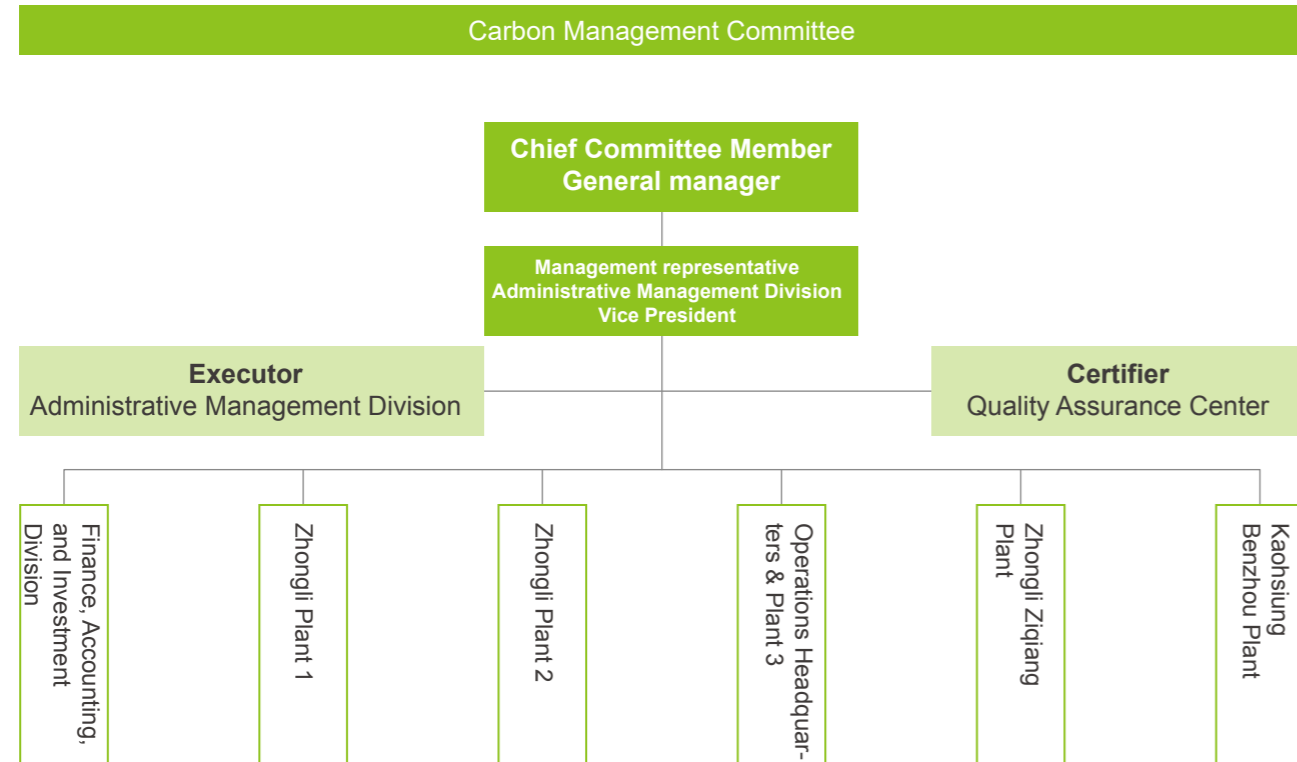 Carbon Management Committee
Chief Committee Member
General manager
Management representative
Administrative Management Division
Vice President
Executor
Administrative Management Division
Certifier
Quality Assurance Center
Finance, Accounting,
and Investment
Division
Zhongli Plant 1
Zhongli Plant 2
Operations Headquar-
ters & Plant 3
Zhongli Ziqiang
Plant
Kaohsiung
Benzhou Plant